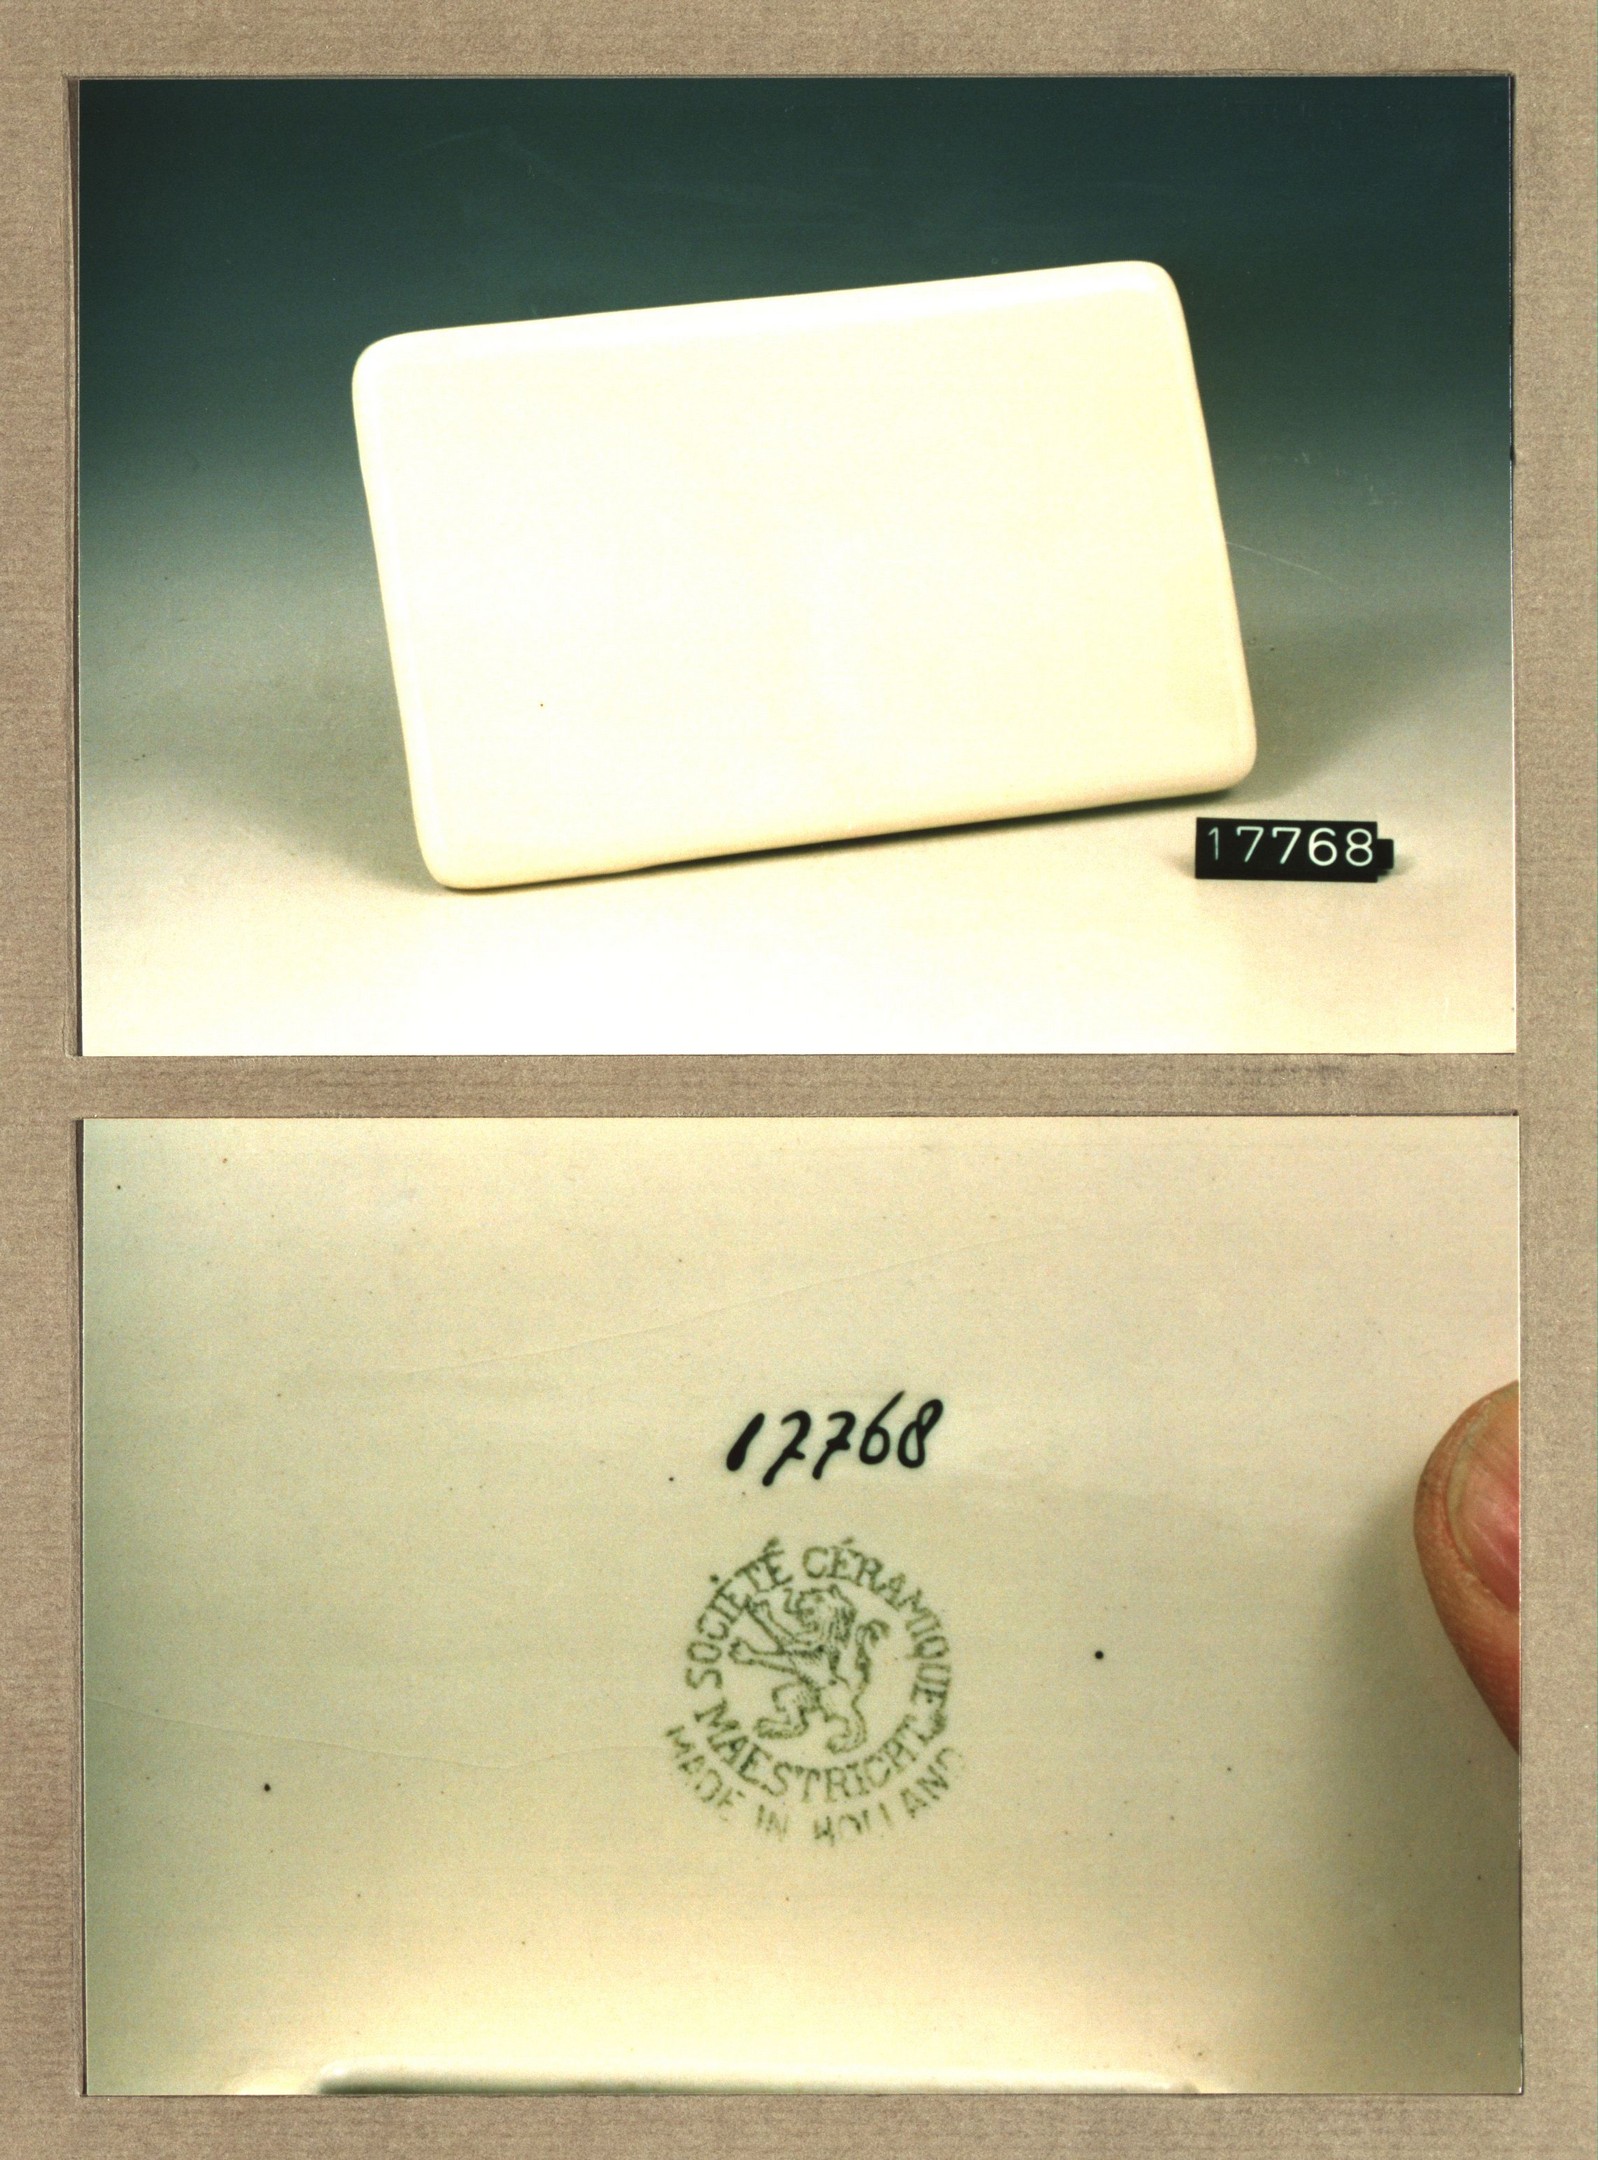 17768
17768
SOCIÉTÉ CÉRAMIQUE
MAESTRICHT
MADE IN HOLLAND